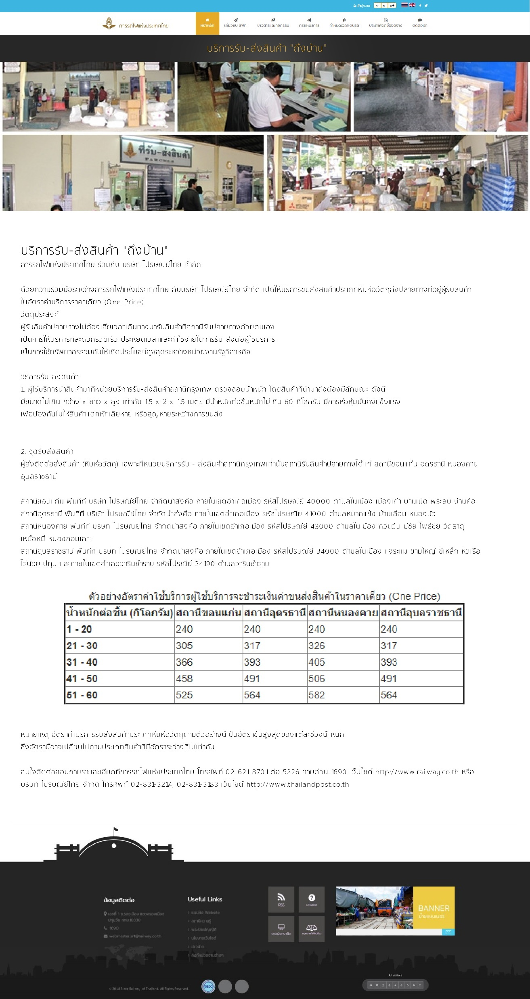 เข้าสู่ระบบ ก- ก ก+
การรถไฟแห่งประเทศไทย
หน้าหลัก เกี่ยวกับ รฟท. ข่าวสารและกิจกรรม การให้บริการ กำหนดเวลาเดินรถ ประกาศจัดซื้อจัดจ้าง ติดต่อเรา
บริการรับ-ส่งสินค้า "ถึงบ้าน"
ที่รับ-ส่งสินค้า
PARCELS
บริการรับ-ส่งสินค้า "ถึงบ้าน"
การรถไฟแห่งประเทศไทย ร่วมกับ บริษัท ไปรษณีย์ไทย จำกัด
ด้วยความร่วมมือระหว่างการรถไฟแห่งประเทศไทย กับบริษัท ไปรษณีย์ไทย จำกัด เปิดให้บริการขนส่งสินค้าประเภทหีบห่อวัตถุถึงปลายทางที่อยู่ผู้รับสินค้า
ในอัตราค่าบริการราคาเดียว (One Price)
วัตถุประสงค์
ผู้รับสินค้าปลายทางไม่ต้องเสียเวลาเดินทางมารับสินค้าที่สถานีรับปลายทางด้วยตนเอง
เป็นการให้บริการที่สะดวกรวดเร็ว ประหยัดเวลาและค่าใช้จ่ายในการรับ ส่งต่อผู้ใช้บริการ
เป็นการใช้ทรัพยากรร่วมกันให้เกิดประโยชน์สูงสุดระหว่างหน่วยงานรัฐวิสาหกิจ
วิธีการรับ-ส่งสินค้า
1. ผู้ใช้บริการนำสินค้ามาที่หน่วยบริการรับ-ส่งสินค้าสถานีกรุงเทพ ตรวจสอบน้ำหนัก โดยสินค้าที่นำมาส่งต้องมีลักษณะ ดังนี้
มีขนาดไม่เกิน กว้าง x ยาว x สูง เท่ากับ 1.5 x 2 x 1.5 เมตร มีน้ำหนักต่อชิ้นหนักไม่เกิน 60 กิโลกรัม มีการห่อหุ้มมั่นคงแข็งแรง
เพื่อป้องกันไม่ให้สินค้าแตกหักเสียหาย หรือสูญหายระหว่างการขนส่ง
2. จุดรับส่งสินค้า
ผู้ส่งติดต่อส่งสินค้า (หีบห่อวัตถุ) เฉพาะที่หน่วยบริการรับ - ส่งสินค้าสถานีกรุงเทพเท่านั้นสถานีรับสินค้าปลายทางได้แก่ สถานีขอนแก่น อุดรธานี หนองคาย
อุบลราชธานี
สถานีขอนแก่น พื้นที่ที่ บริษัท ไปรษณีย์ไทย จำกัดนำส่งคือ ภายในเขตอำเภอเมือง รหัสไปรษณีย์ 40000 ตำบลในเมือง เมืองเก่า บ้านเป็ด พระลับ บ้านค้อ
สถานีอุดรธานี พื้นที่ที่ บริษัท ไปรษณีย์ไทย จำกัดนำส่งคือ ภายในเขตอำเภอเมือง รหัสไปรษณีย์ 41000 ตำบลหมากแข้ง บ้านเลื่อม หนองบัว
สถานีหนองคาย พื้นที่ที่ บริษัท ไปรษณีย์ไทย จำกัดนำส่งคือ ภายในเขตอำเภอเมือง รหัสไปรษณีย์ 43000 ตำบลในเมือง กวนวัน มีชัย โพธิ์ชัย วัดธาตุ
เหมือหมี หนองกอมเกาะ
สถานีอุบลราชธานี พื้นที่ที่ บริษัท ไปรษณีย์ไทย จำกัดนำส่งคือ ภายในเขตอำเภอเมือง รหัสไปรษณีย์ 34000 ตำบลในเมือง แจระแม ขามใหญ่ ขี้เหล็ก หัวเรือ
ไร่น้อย ปทุม และภายในเขตอำเภอวารินชำราบ รหัสไปรณีย์ 34190 ตำบลวารินชำราบ
ตัวอย่างอัตราค่าใช้บริการผู้ใช้บริการจะชำระเงินค่าขนส่งสินค้าในราคาเดียว (One Price)
น้ำหนักต่อชิ้น (กิโลกรัม) สถานีขอนแก่น สถานีอุดรธานี สถานีหนองคาย สถานีอุบลราชธานี
1 - 20 240 240 240 240
21 - 30 305 317 326 317
31 - 40 366 393 405 393
41 - 50 458 491 506 491
51 - 60 525 564 582 564
หมายเหตุ อัตราค่าบริการรับส่งสินค้าประเภทหีบห่อวัตถุตามตัวอย่างนี้เป็นอัตราขั้นสูงสุดของแต่ละช่วงน้ำหนัก
ซึ่งอัตรานี้อาจเปลี่ยนไปตามประเภทสินค้าที่มีอัตราระว่างที่ไม่เท่ากัน
สนใจติดต่อสอบถามรายละเอียดที่การรถไฟแห่งประเทศไทย โทรศัพท์ 02-621-8701 ต่อ 5226 สายด่วน 1690 เว็บไซต์ http://www.railway.co.th หรือ
บริษัท ไปรษณีย์ไทย จำกัด โทรศัพท์ 02-831-3214, 02-831-3183 เว็บไซต์ http://www.thailandpost.co.th
ข้อมูลติดต่อ
เลขที่ 1 ถ.รองเมือง แขวงรองเมือง
ปทุมวัน กทม.10330
1690
webmaster.srt@railway.co.th
Useful Links
แผนผัง Website
สถานีความรู้
พระราชบัญญัติ
นโยบายเว็บไซต์
ข่าวฝาก
ลิงก์หน่วยงานต่างๆ
RSS
เสนอแนะ
ระบบอินทราเน็ต
กฎหมายที่เกี่ยวข้อง
BANNER
ป้ายแบนเนอร์
© 2018 State Railway of Thailand, All Rights Reserved.
GECC
All visitors
0 0 2 8 4 6 6 6 7